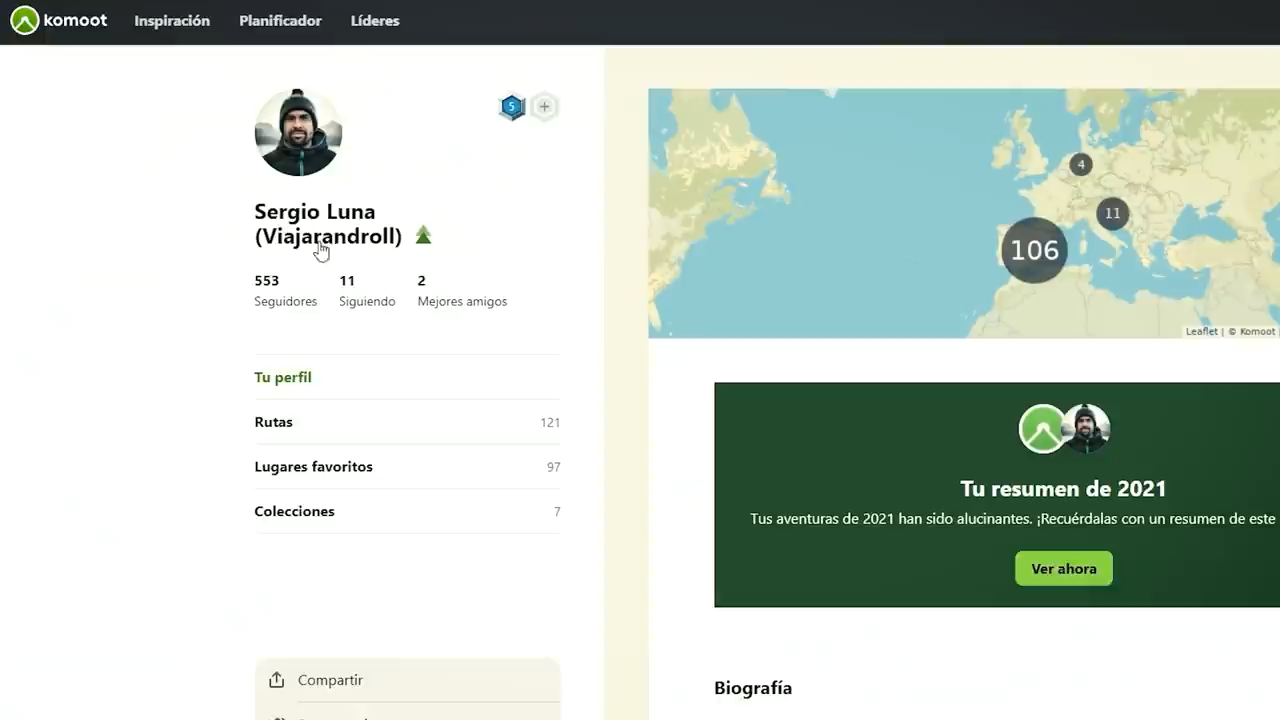 komoot
Inspiración
Planificador
Líderes
5
Sergio Luna
(Viajarandroll)
553
11
2
Seguidores
Siguiendo
Mejores amigos
Tu perfil
Rutas
121
Lugares favoritos
97
Colecciones
7
Compartir
4
11
106
Leaflet | © Komoot
Tu resumen de 2021
Tus aventuras de 2021 han sido alucinantes. ¡Recuérdalas con un resumen de este
Ver ahora
Biografía